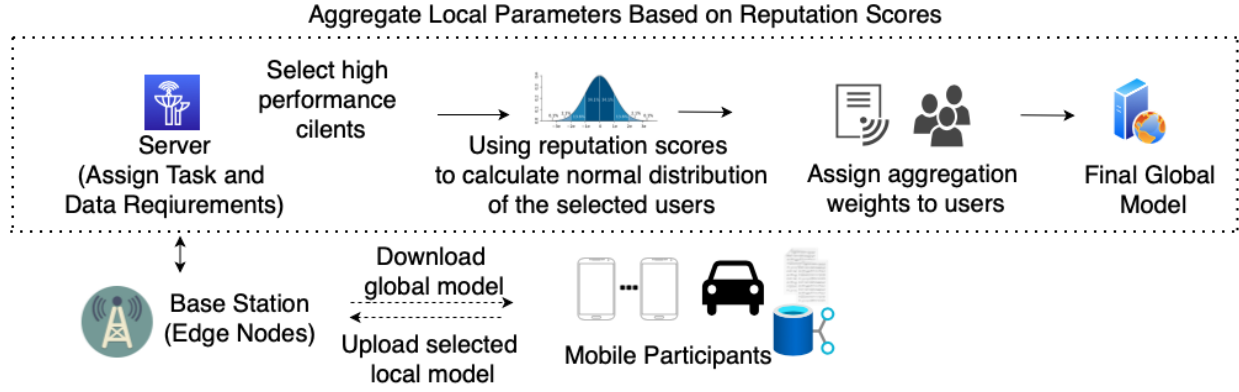 Aggregate Local Parameters Based on Reputation Scores
Select high
performance
cilents
Server
(Assign Task and
Data Reqiurements)
Using reputation scores
to calculate normal distribution
of the selected users
Assign aggregation
weights to users
Final Global
Model
Base Station
(Edge Nodes)
Download
global model
Upload selected
local model
Mobile Participants